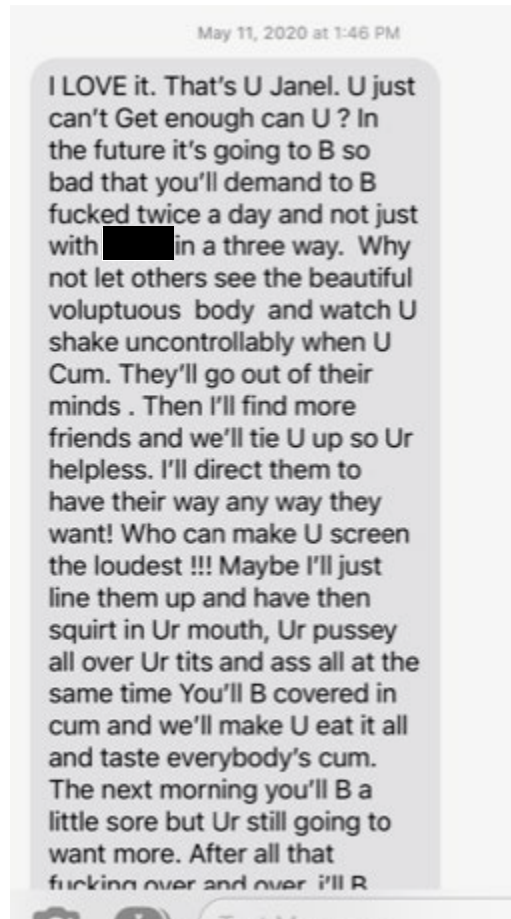 May 11, 2020 at 1:46 PM
I LOVE it. That's U Janel. U just
can't Get enough can U ? In
the future it's going to B so
bad that you'll demand to B
fucked twice a day and not just
with in a three way. Why
not let others see the beautiful
voluptuous body and watch U
shake uncontrollably when U
Cum. They'll go out of their
minds . Then I'll find more
friends and we'll tie U up so Ur
helpless. I'll direct them to
have their way any way they
want! Who can make U screen
the loudest !!! Maybe I'll just
line them up and have then
squirt in Ur mouth, Ur pussey
all over Ur tits and ass all at the
same time You'll B covered in
cum and we'll make U eat it all
and taste everybody's cum.
The next morning you'll B a
little sore but Ur still going to
want more. After all that
fucking over and over i'll B